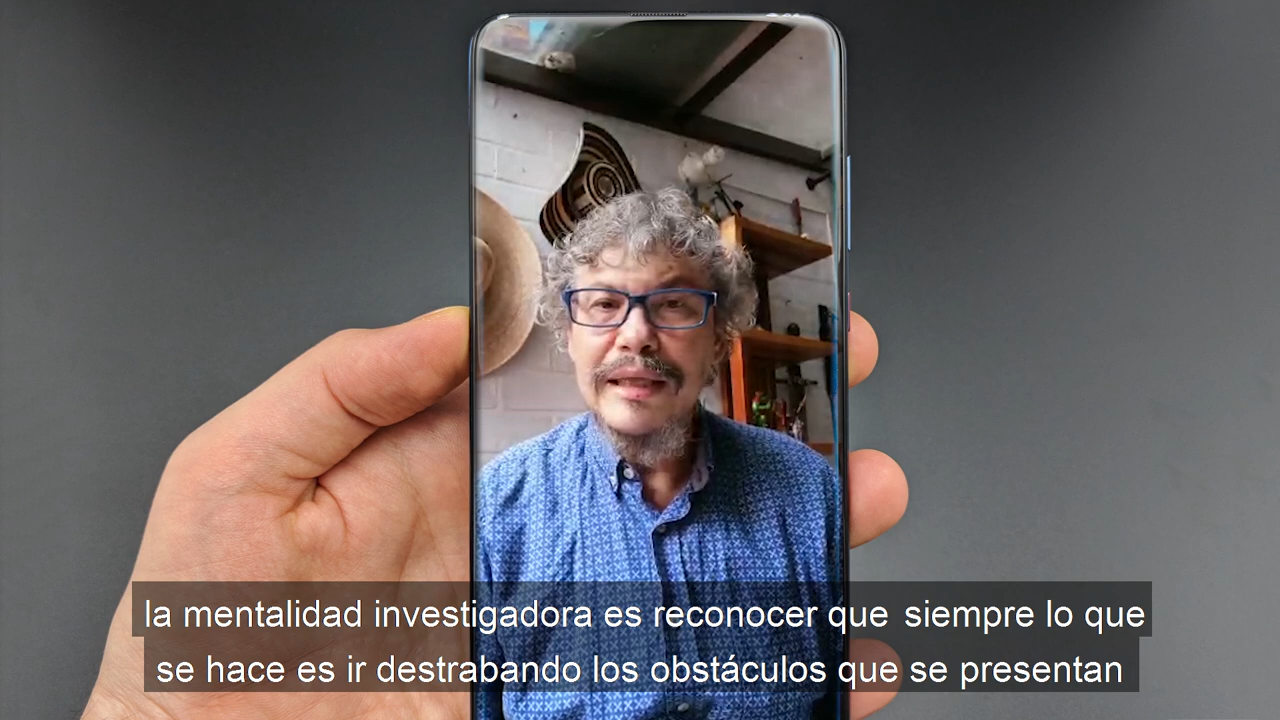 la mentalidad investigadora es reconocer que siempre lo que
se hace es ir destrabando los obstáculos que se presentan